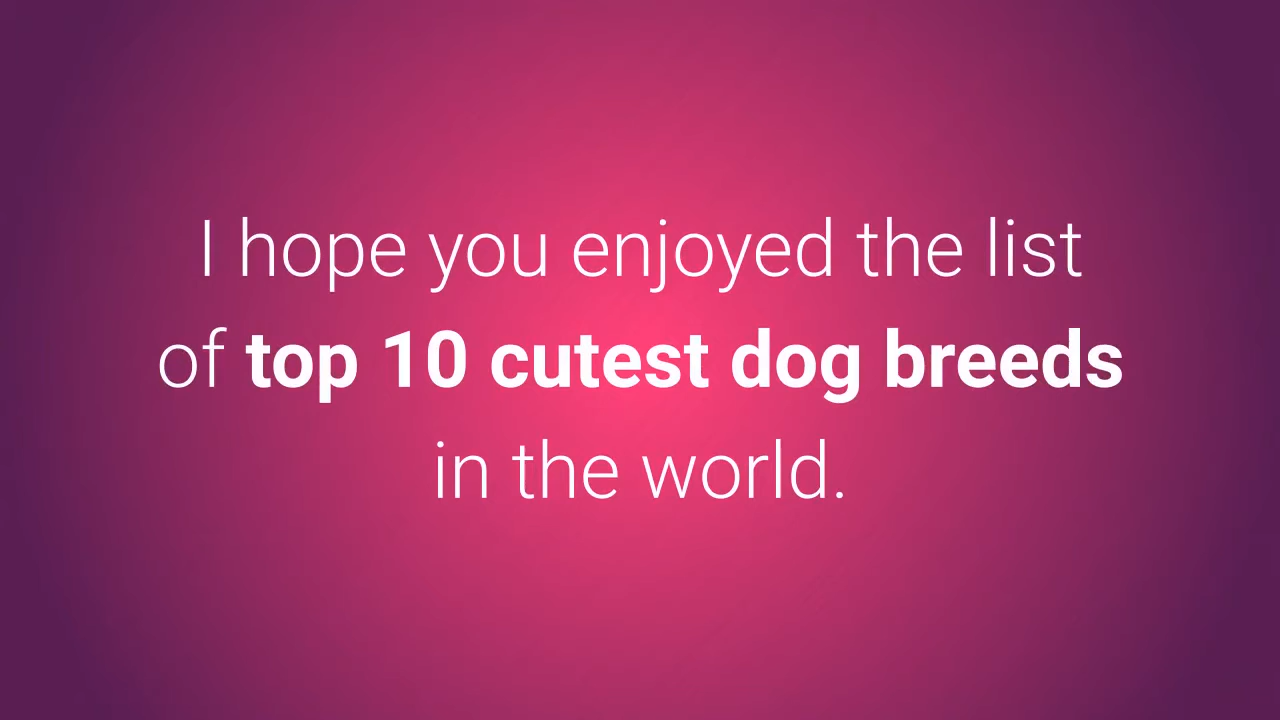 I hope you enjoyed the list
of top 10 cutest dog breeds
in the world.